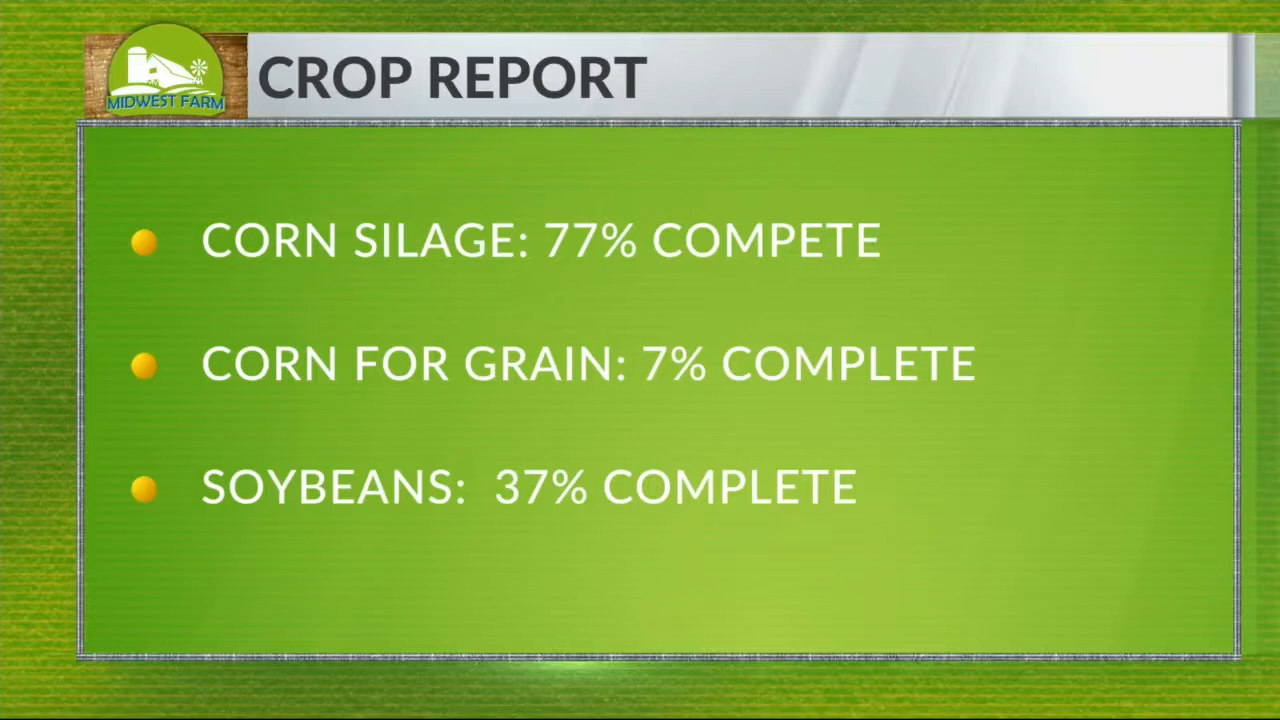 MIDWEST FARM
CROP REPORT
CORN SILAGE: 77% COMPETE
CORN FOR GRAIN: 7% COMPLETE
SOYBEANS: 37% COMPLETE